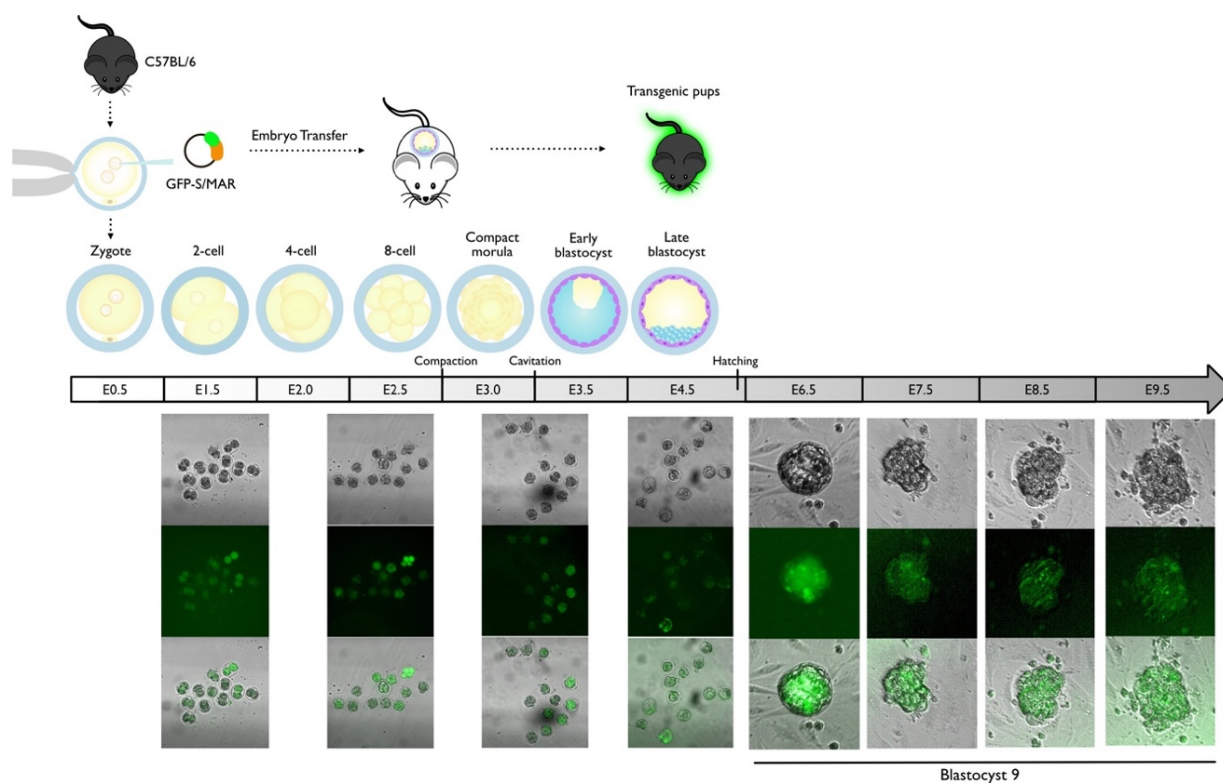 C57BL/6
Transgenic pups
Embryo Transfer
GFP-S/MAR
Zygote
2-cell
4-cell
8-cell
Compact
morula
Early
blastocyst
Late
blastocyst
Compaction
Cavitation
Hatching
E0.5
E1.5
E2.0
E2.5
E3.0
E3.5
E4.5
E6.5
E7.5
E8.5
E9.5
Blastocyst 9